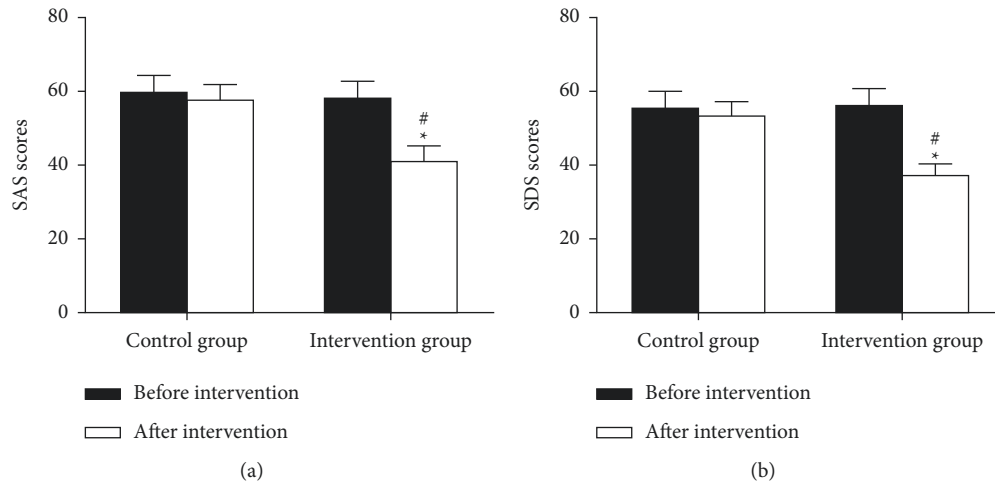 80
60
40
20
0
SAS scores
#
*
Control group
Intervention group
Before intervention
After intervention
(a)
80
60
40
20
0
SDS scores
#
*
Control group
Intervention group
Before intervention
After intervention
(b)